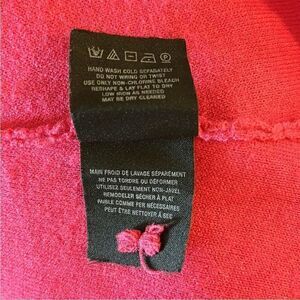 HAND WASH COLD SEPARATELY
DO NOT WRING OR TWIST
USE ONLY NON-CHLORINE BLEACH
RESHAPE & LAY FLAT TO DRY
LOW IRON AS NEEDED
MAY BE DRY CLEANED
MAIN FROID DE LAVAGE SÉPARÉMENT
NE PAS TORDRE OU DÉFORMER
UTILISEZ SEULEMENT NON-JAVEL
REMODELER SÉCHER À PLAT
FAIBLE COMME PER NÉCESSAIRES
PEUT ÊTRE NETTOYER À SEC